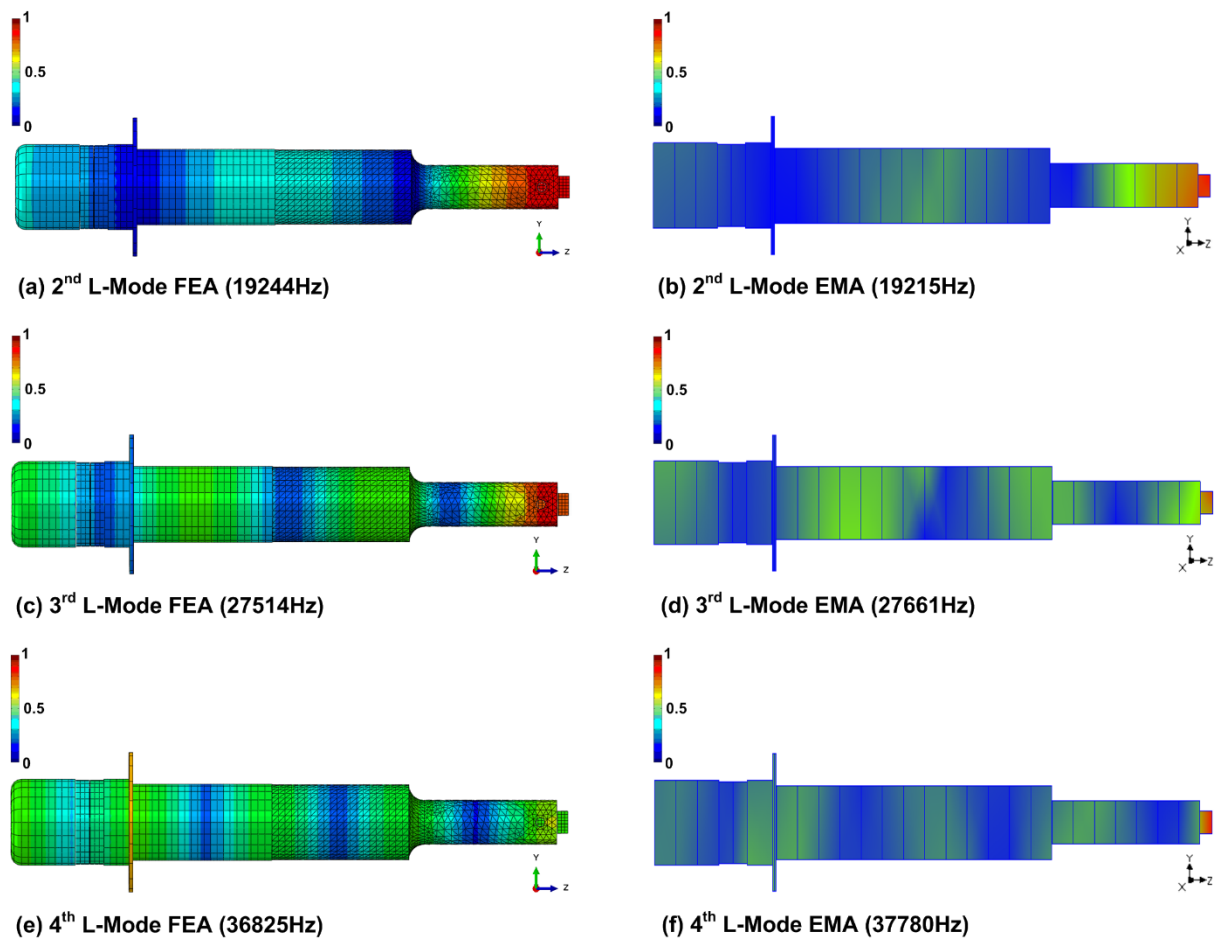 1
0.5
0
Y
Z
(a) 2nd L-Mode FEA (19244Hz)
1
0.5
0
Y
X
Z
(b) 2nd L-Mode EMA (19215Hz)
1
0.5
0
Y
Z
(c) 3rd L-Mode FEA (27514Hz)
1
0.5
0
Y
X
Z
(d) 3rd L-Mode EMA (27661Hz)
1
0.5
0
Y
Z
(e) 4th L-Mode FEA (36825Hz)
1
0.5
0
Y
X
Z
(f) 4th L-Mode EMA (37780Hz)